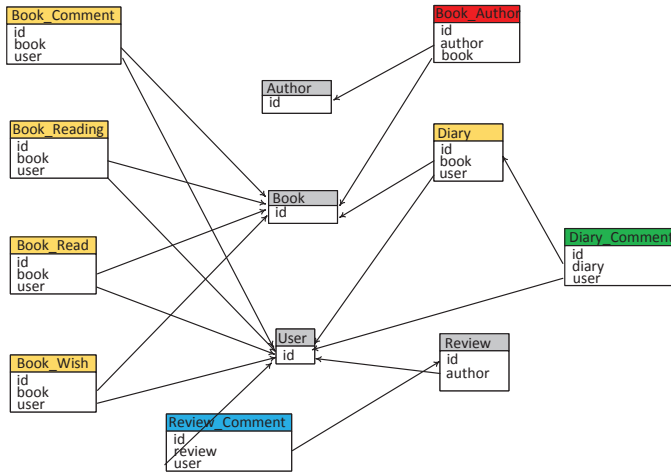 Book_Comment
id
book
user
Book_Author
id
author
book
Author
id
Book_Reading
id
book
user
Diary
id
book
user
Book
id
Book_Read
id
book
user
Diary_Comment
id
diary
user
User
id
Review
id
author
Book_Wish
id
book
user
Review_Comment
id
review
user